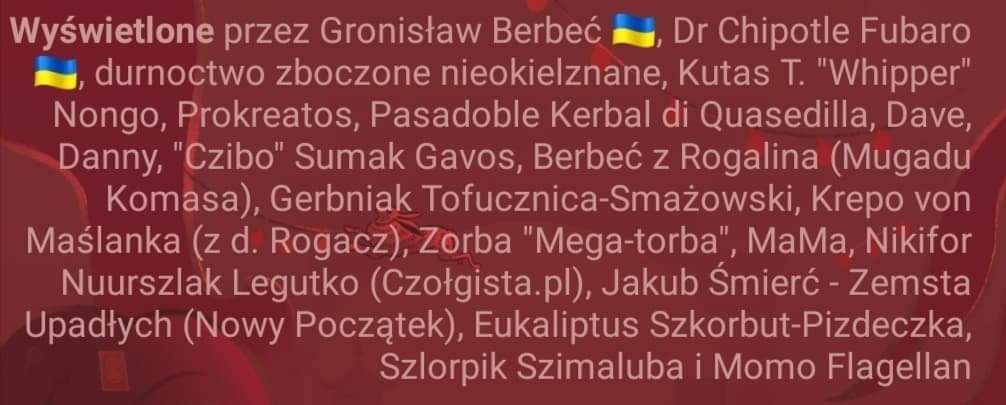 Wyświetlone przez Gronisław Berbeć 🇺🇦, Dr Chipotle Fubaro
🇺🇦, durnoctwo zboczone nieokielznane, Kutas T. "Whipper"
Nongo, Prokreatos, Pasadoble Kerbal di Quasedilla, Dave,
Danny, "Czibo" Sumak Gavos, Berbeć z Rogalina (Mugadu
Komasa), Gerbniak Tofucznica-Smażowski, Krepo von
Maślanka (z d. Rogacz), Zorba "Mega-torba", MaMa, Nikifor
Nuurszlak Legutko (Czołgista.pl), Jakub Śmierć - Zemsta
Upadłych (Nowy Początek), Eukaliptus Szkorbut-Pizdeczka,
Szlorpik Szimaluba i Momo Flagellan